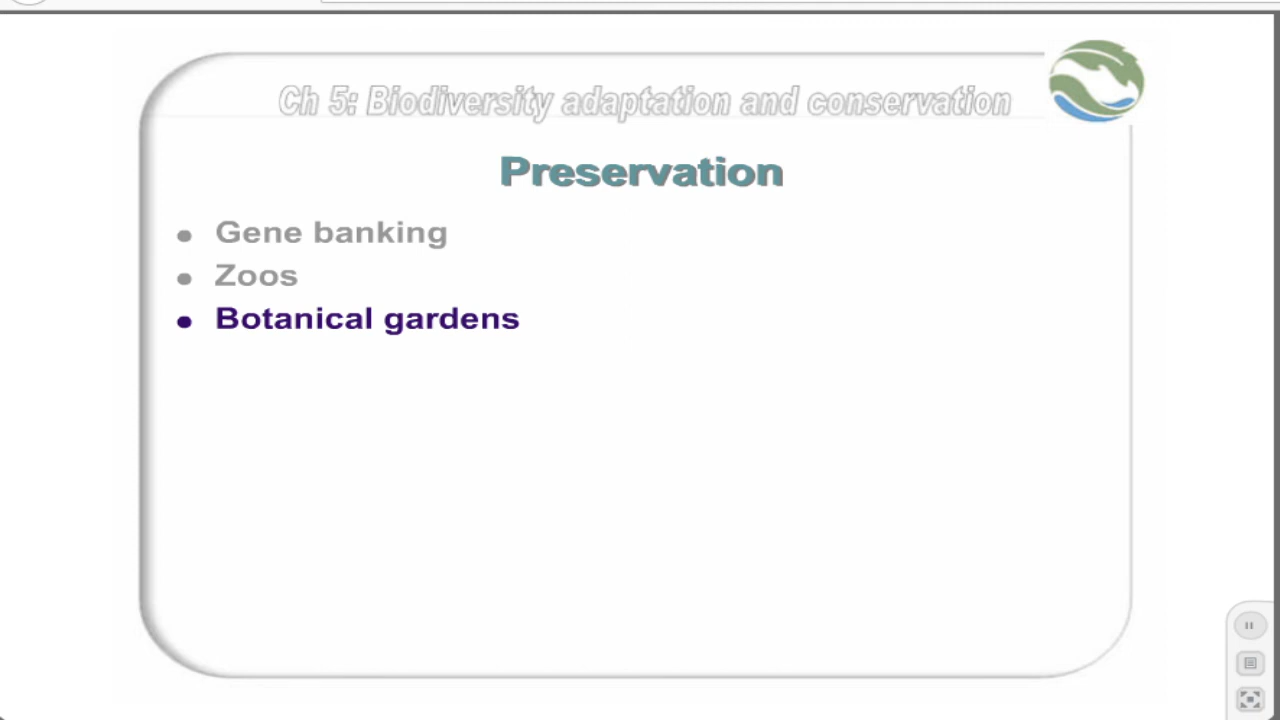 Ch 5: Biodiversity adaptation and conservation
Preservation
• Gene banking
• Zoos
• Botanical gardens